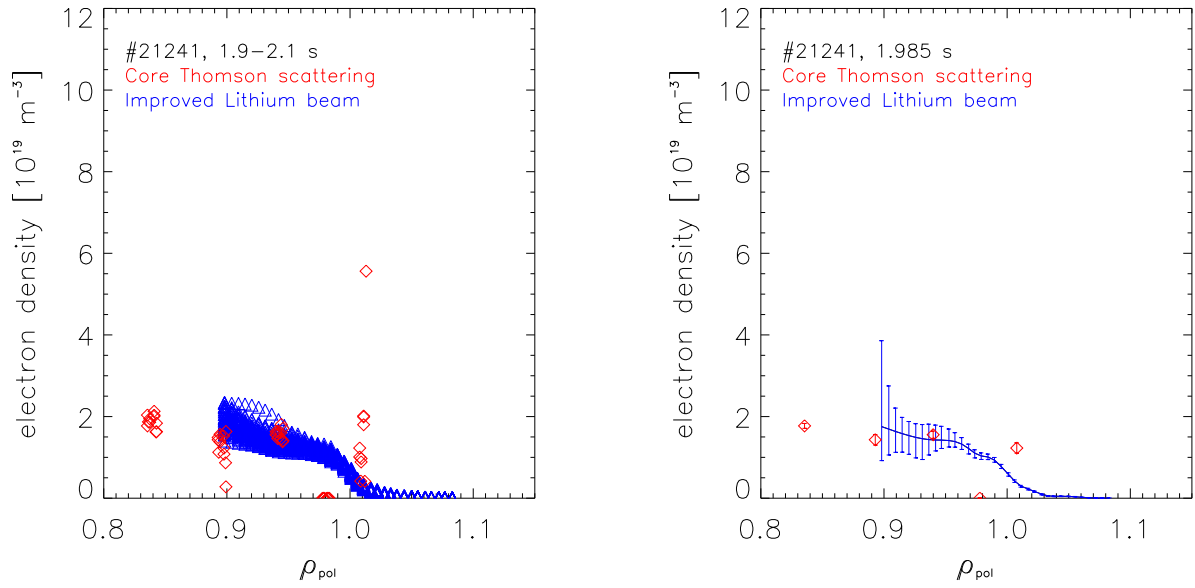 12
10
8
6
4
2
0
electron density [10¹⁹ m⁻³]
#21241, 1.9−2.1 s
Core Thomson scattering
Improved Lithium beam
0.8 0.9 1.0 1.1
ρpol
12
10
8
6
4
2
0
electron density [10¹⁹ m⁻³]
#21241, 1.985 s
Core Thomson scattering
Improved Lithium beam
0.8 0.9 1.0 1.1
ρpol